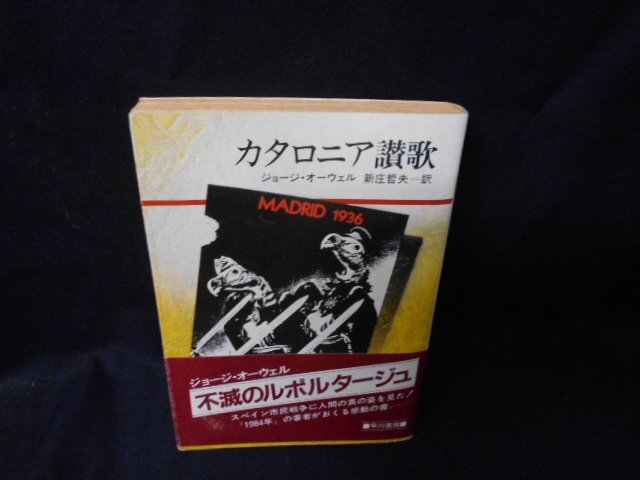 カタロニア讃歌
ジョージ・オーウェル 新庄哲夫―訳
MADRID 1936
ジョージ・オーウェル
不滅のルポルタージュ
スペイン市民戦争に人間の真の姿を見た!
『1984年』の著者がおくる感動の書。
■早川書房■